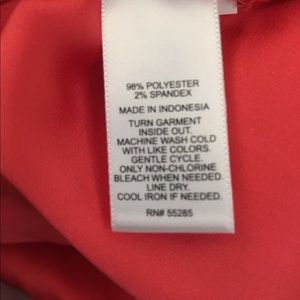 98% POLYESTER
2% SPANDEX
MADE IN INDONESIA
TURN GARMENT
INSIDE OUT.
MACHINE WASH COLD
WITH LIKE COLORS.
GENTLE CYCLE.
ONLY NON-CHLORINE
BLEACH WHEN NEEDED.
LINE DRY.
COOL IRON IF NEEDED.
RN# 55285